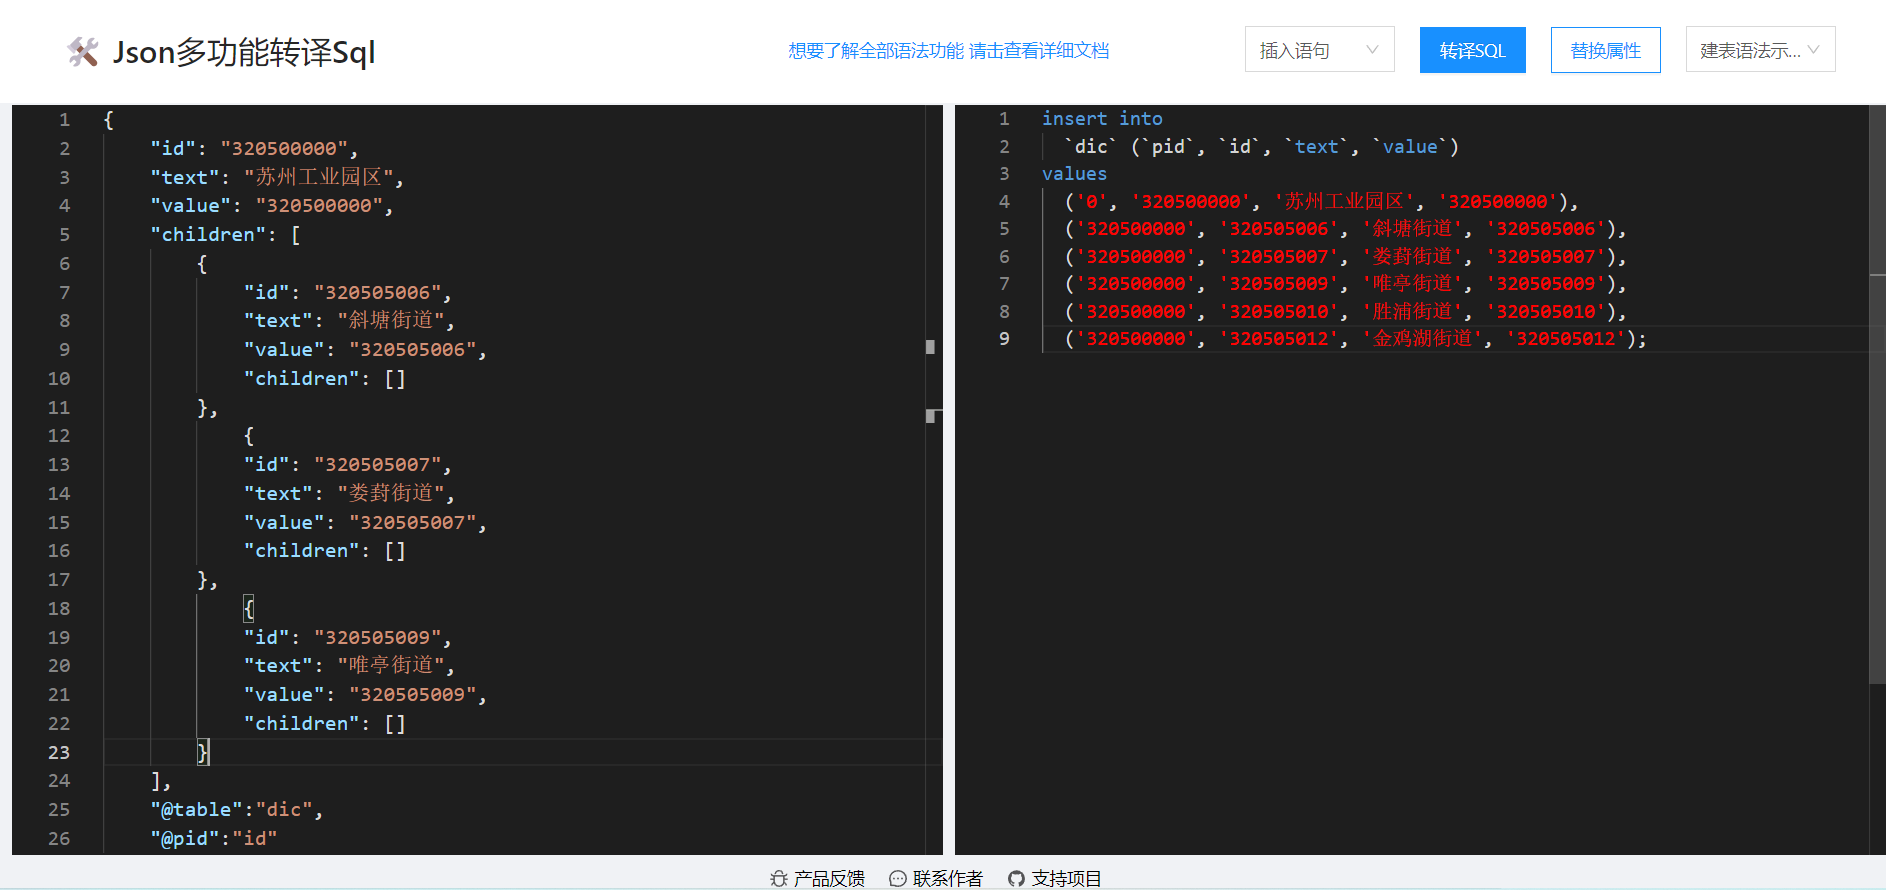 Json多功能转译Sql
想要了解全部语法功能 请击查看详细文档
插入语句
转译SQL
替换属性
建表语法示...
1 {
2 "id": "320500000",
3 "text": "苏州工业园区",
4 "value": "320500000",
5 "children": [
6 {
7 "id": "320505006",
8 "text": "斜塘街道",
9 "value": "320505006",
10 "children": []
11 },
12 {
13 "id": "320505007",
14 "text": "娄葑街道",
15 "value": "320505007",
16 "children": []
17 },
18 {
19 "id": "320505009",
20 "text": "唯亭街道",
21 "value": "320505009",
22 "children": []
23 }
24 ],
25 "@table":"dic",
26 "@pid":"id"
1 insert into
2 `dic` (`pid`, `id`, `text`, `value`)
3 values
4 ('0', '320500000', '苏州工业园区', '320500000'),
5 ('320500000', '320505006', '斜塘街道', '320505006'),
6 ('320500000', '320505007', '娄葑街道', '320505007'),
7 ('320500000', '320505009', '唯亭街道', '320505009'),
8 ('320500000', '320505010', '胜浦街道', '320505010'),
9 ('320500000', '320505012', '金鸡湖街道', '320505012');
产品反馈
联系作者
支持项目